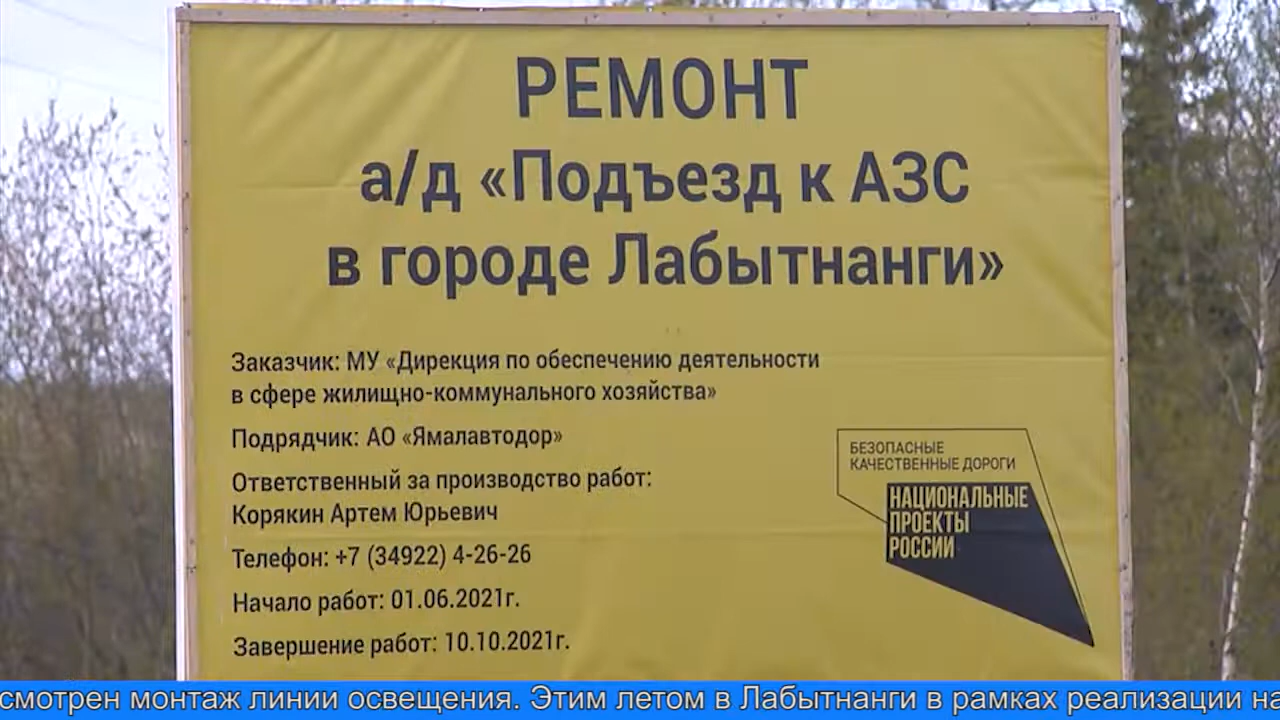 РЕМОНТ
а/д «Подъезд к АЗС
в городе Лабытнанги»
Заказчик: МУ «Дирекция по обеспечению деятельности
в сфере жилищно-коммунального хозяйства»
Подрядчик: АО «Ямалавтодор»
Ответственный за производство работ:
Корякин Артем Юрьевич
Телефон: +7 (34922) 4-26-26
Начало работ: 01.06.2021г.
Завершение работ: 10.10.2021г.
БЕЗОПАСНЫЕ
КАЧЕСТВЕННЫЕ ДОРОГИ
НАЦИОНАЛЬНЫЕ
ПРОЕКТЫ
РОССИИ
смотрен монтаж линии освещения. Этим летом в Лабытнанги в рамках реализации на